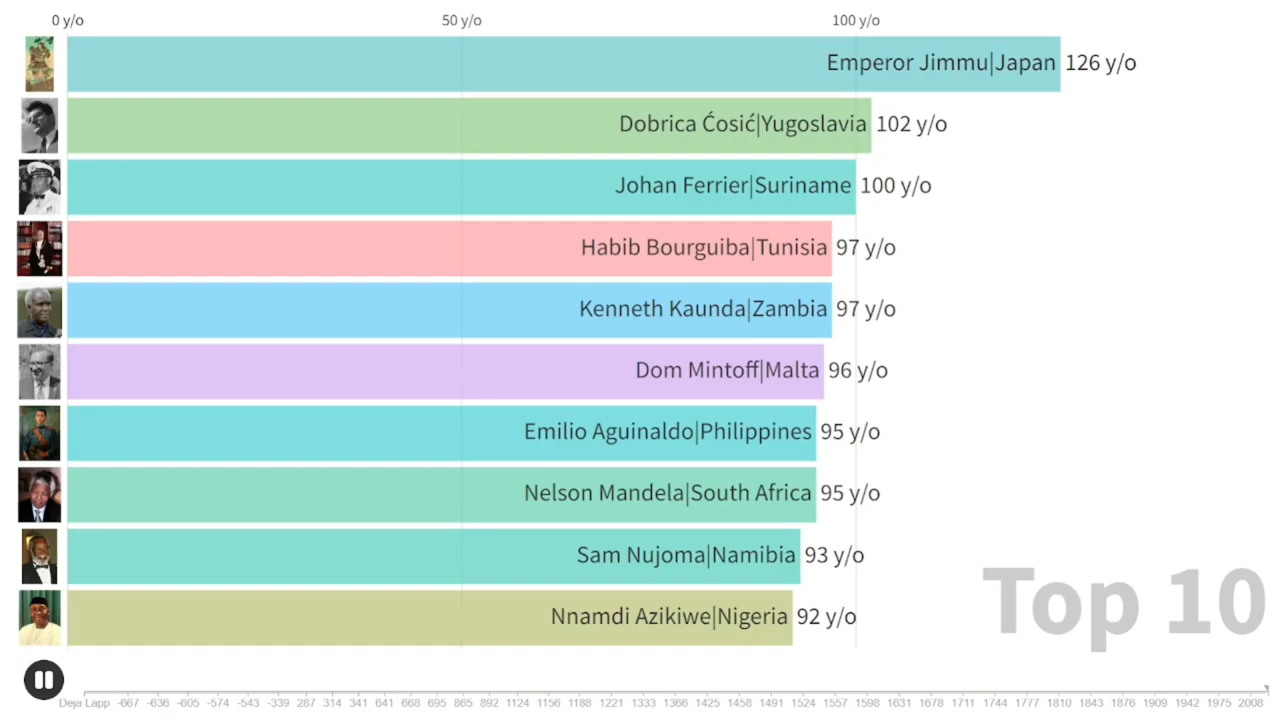 0 y/o 50 y/o 100 y/o
Emperor Jimmu|Japan 126 y/o
Dobrica Ćosić|Yugoslavia 102 y/o
Johan Ferrier|Suriname 100 y/o
Habib Bourguiba|Tunisia 97 y/o
Kenneth Kaunda|Zambia 97 y/o
Dom Mintoff|Malta 96 y/o
Emilio Aguinaldo|Philippines 95 y/o
Nelson Mandela|South Africa 95 y/o
Sam Nujoma|Namibia 93 y/o
Nnamdi Azikiwe|Nigeria 92 y/o
Top 10
Deja Lapp -667 -636 -605 -574 -543 -339 287 314 341 641 668 695 865 892 1124 1156 1188 1221 1333 1366 1425 1458 1491 1524 1557 1598 1631 1678 1711 1744 1777 1810 1843 1876 1909 1942 1975 2008